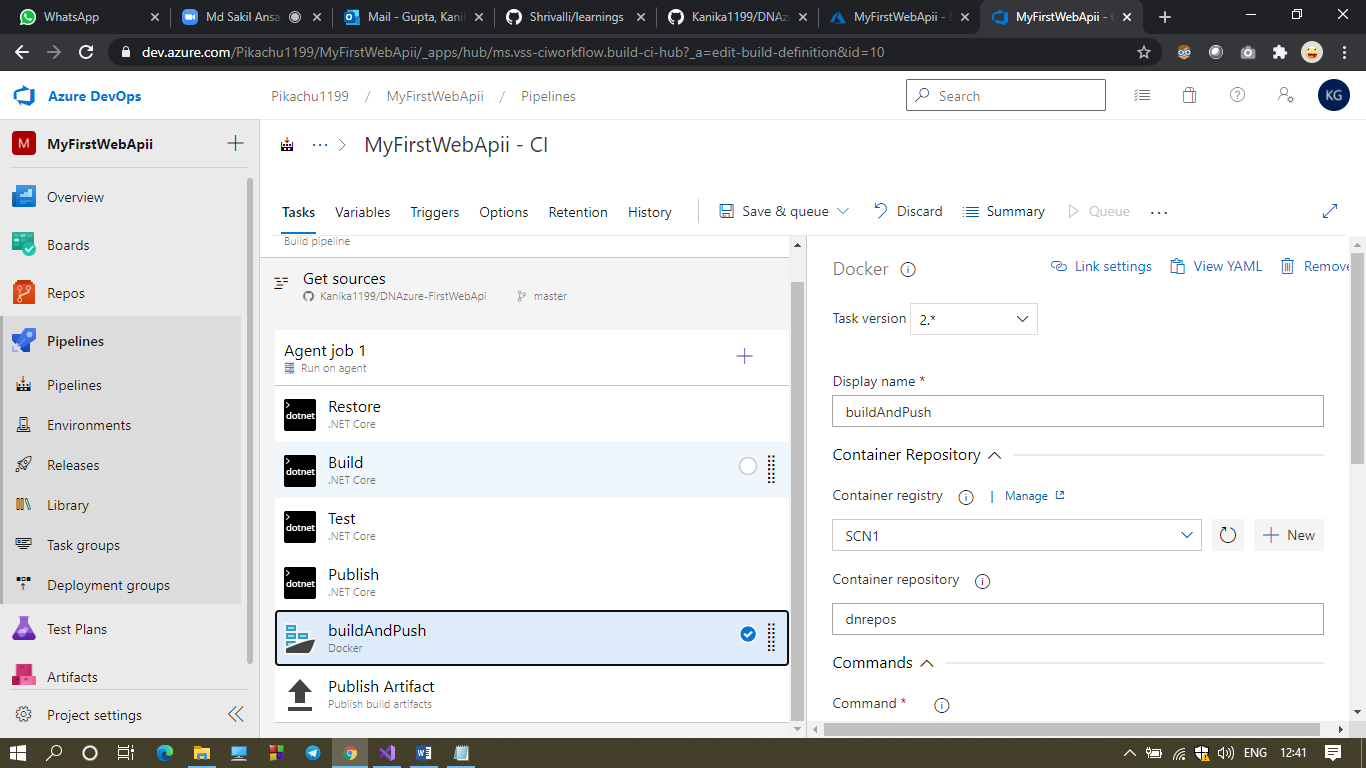 WhatsApp
Md Sakil Ansa
Mail - Gupta, Kani
Shrivalli/learnings
Kanika1199/DNAz
MyFirstWebApii -
MyFirstWebApii -
dev.azure.com/Pikachu1199/MyFirstWebApii/_apps/hub/ms.vss-ciworkflow.build-ci-hub?_a=edit-build-definition&id=10
Azure DevOps
Pikachu1199 / MyFirstWebApii / Pipelines
Search
KG
M
MyFirstWebApii
Overview
Boards
Repos
Pipelines
Pipelines
Environments
Releases
Library
Task groups
Deployment groups
Test Plans
Artifacts
Project settings
... > MyFirstWebApii - CI
Tasks Variables Triggers Options Retention History
Save & queue Discard Summary Queue ...
Build pipeline
Get sources
Kanika1199/DNAzure-FirstWebApi master
Agent job 1
Run on agent
dotnet
Restore
.NET Core
dotnet
Build
.NET Core
dotnet
Test
.NET Core
dotnet
Publish
.NET Core
buildAndPush
Docker
Publish Artifact
Publish build artifacts
Docker
Link settings View YAML Remove
Task version 2.*
Display name *
buildAndPush
Container Repository
Container registry | Manage
SCN1
New
Container repository
dnrepos
Commands
Command *
ENG 12:41